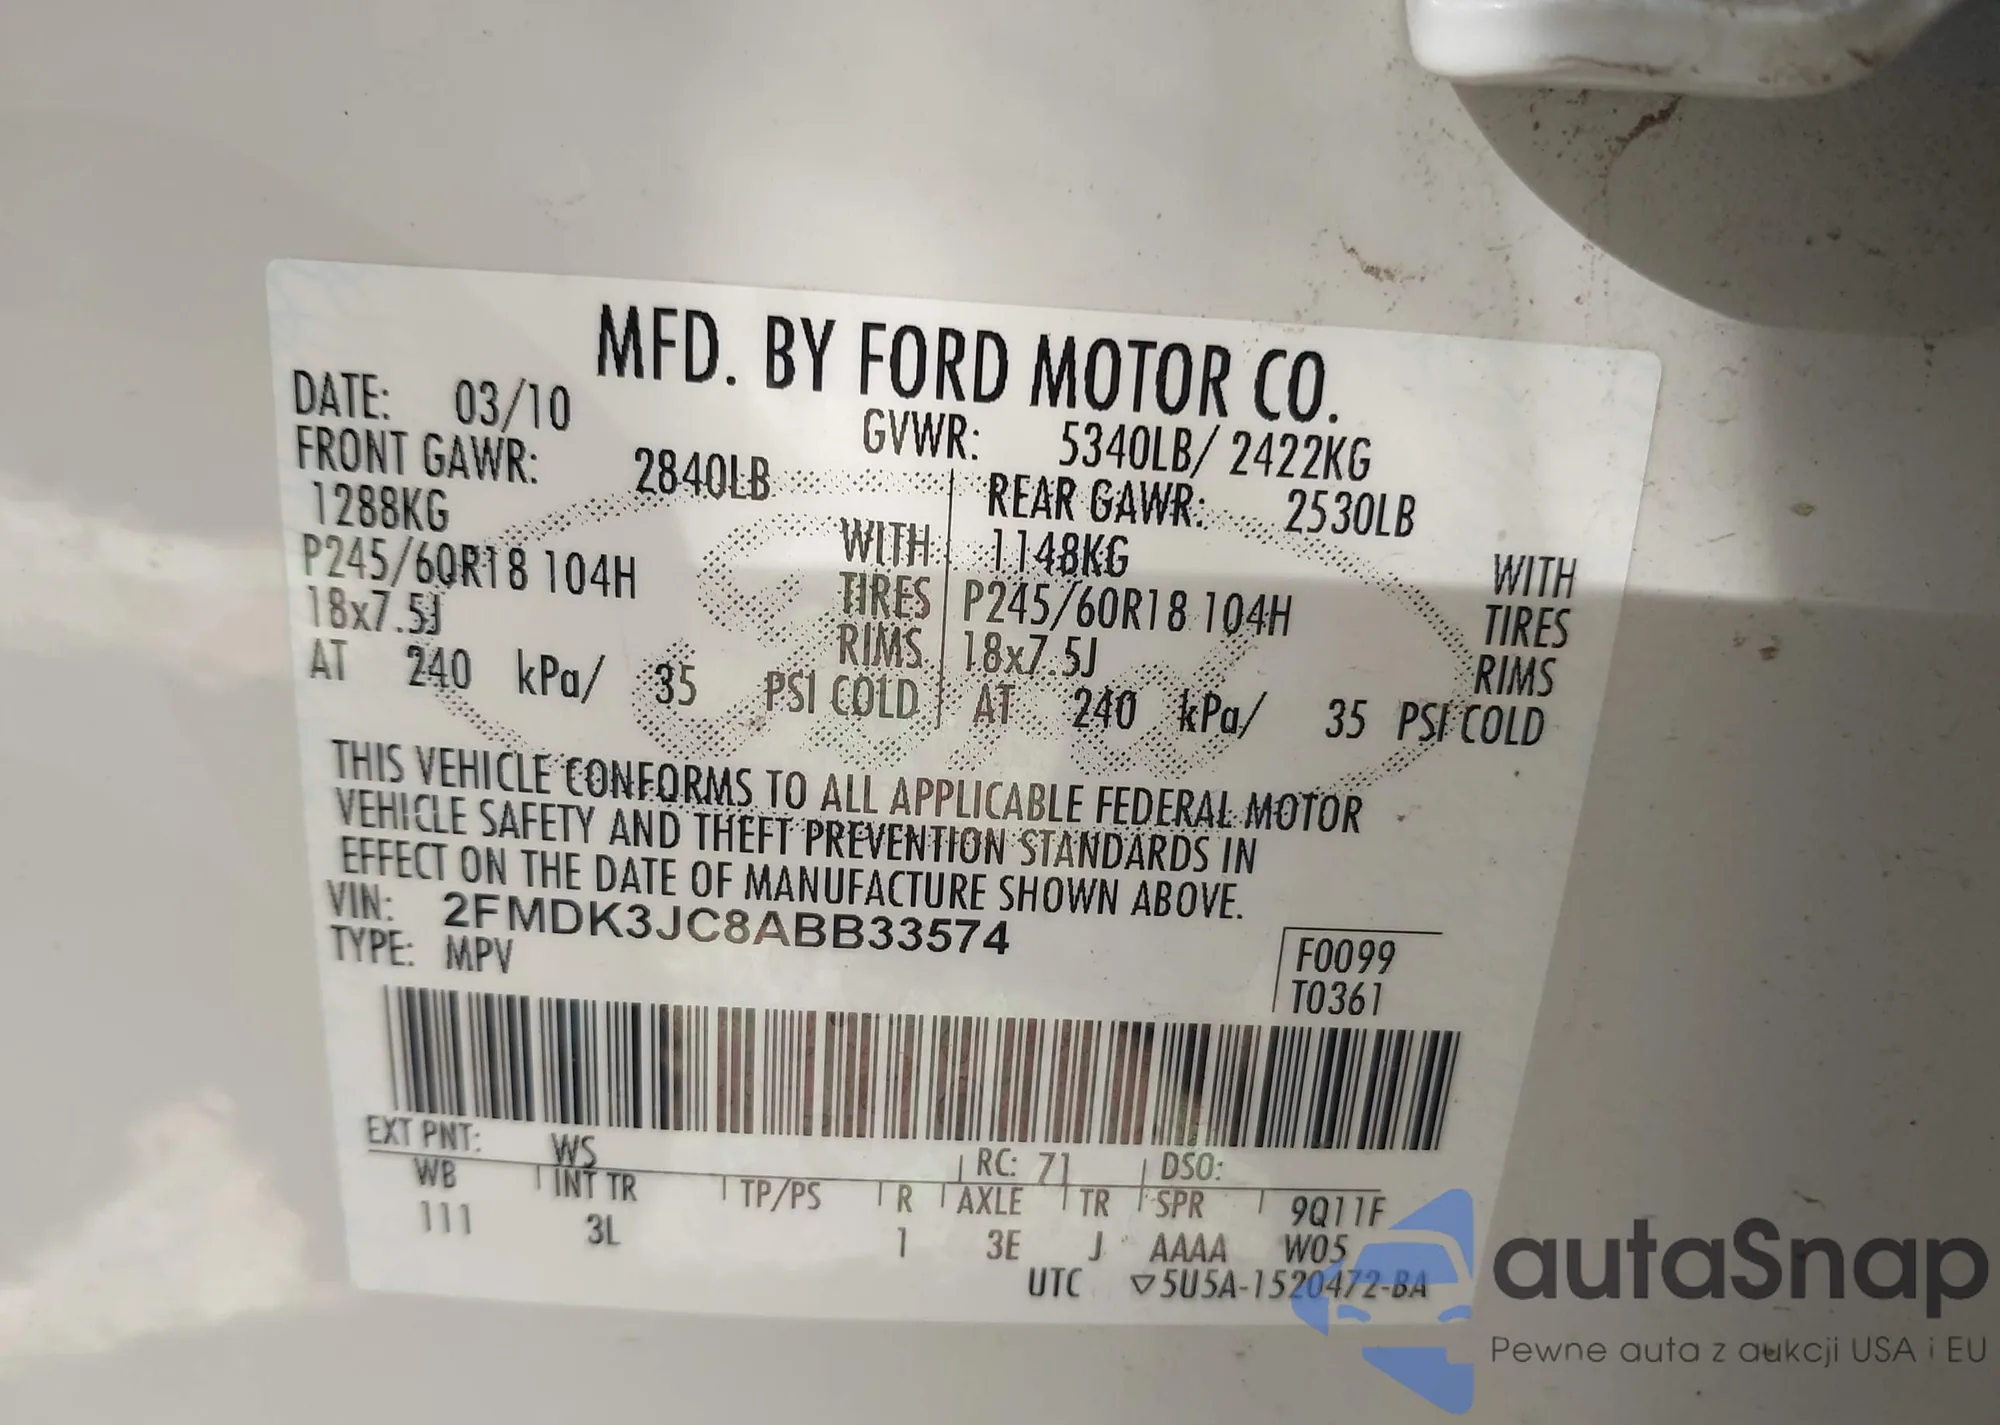 MFD. BY FORD MOTOR CO.
DATE: 03/10 GVWR: 5340LB/ 2422KG
FRONT GAWR: 2840LB REAR GAWR: 2530LB
1288KG WITH 1148KG WITH
P245/60R18 104H TIRES P245/60R18 104H TIRES
18x7.5J RIMS 18x7.5J RIMS
AT 240 kPa/ 35 PSI COLD AT 240 kPa/ 35 PSI COLD
THIS VEHICLE CONFORMS TO ALL APPLICABLE FEDERAL MOTOR
VEHICLE SAFETY AND THEFT PREVENTION STANDARDS IN
EFFECT ON THE DATE OF MANUFACTURE SHOWN ABOVE.
VIN: 2FMDK3JC8ABB33574
TYPE: MPV
F0099
T0361
EXT PNT: WS RC: 71 DSO:
WB INT TR TP/PS R AXLE TR SPR 9Q11F
111 3L 1 3E J AAAA W05
UTC ▽5U5A-1520472-BA
autaSnap
Pewne auta z aukcji USA i EU